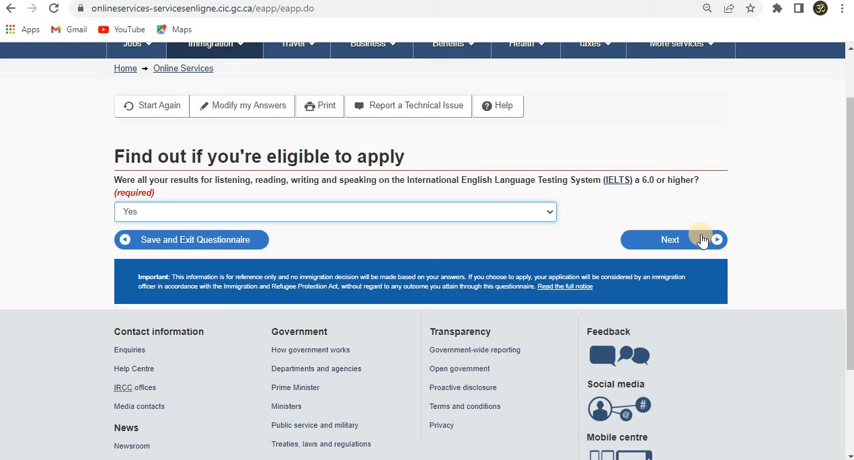 onlineservices-servicesenligne.cic.gc.ca/eapp/eapp.do
Apps Gmail YouTube Maps
Jobs Immigration Travel Business Benefits Health Taxes More services
Home Online Services
Start Again Modify my Answers Print Report a Technical Issue Help
Find out if you're eligible to apply
Were all your results for listening, reading, writing and speaking on the International English Language Testing System (IELTS) a 6.0 or higher?
(required)
Yes
Save and Exit Questionnaire Next
Important: This information is for reference only and no immigration decision will be made based on your answers. If you choose to apply, your application will be considered by an immigration
officer in accordance with the Immigration and Refugee Protection Act, without regard to any outcome you attain through this questionnaire. Read the full notice
Contact information
Enquiries
Help Centre
IRCC offices
Media contacts
News
Newsroom
Government
How government works
Departments and agencies
Prime Minister
Ministers
Public service and military
Treaties, laws and regulations
Transparency
Government-wide reporting
Open government
Proactive disclosure
Terms and conditions
Privacy
Feedback
Social media
#
@
Mobile centre